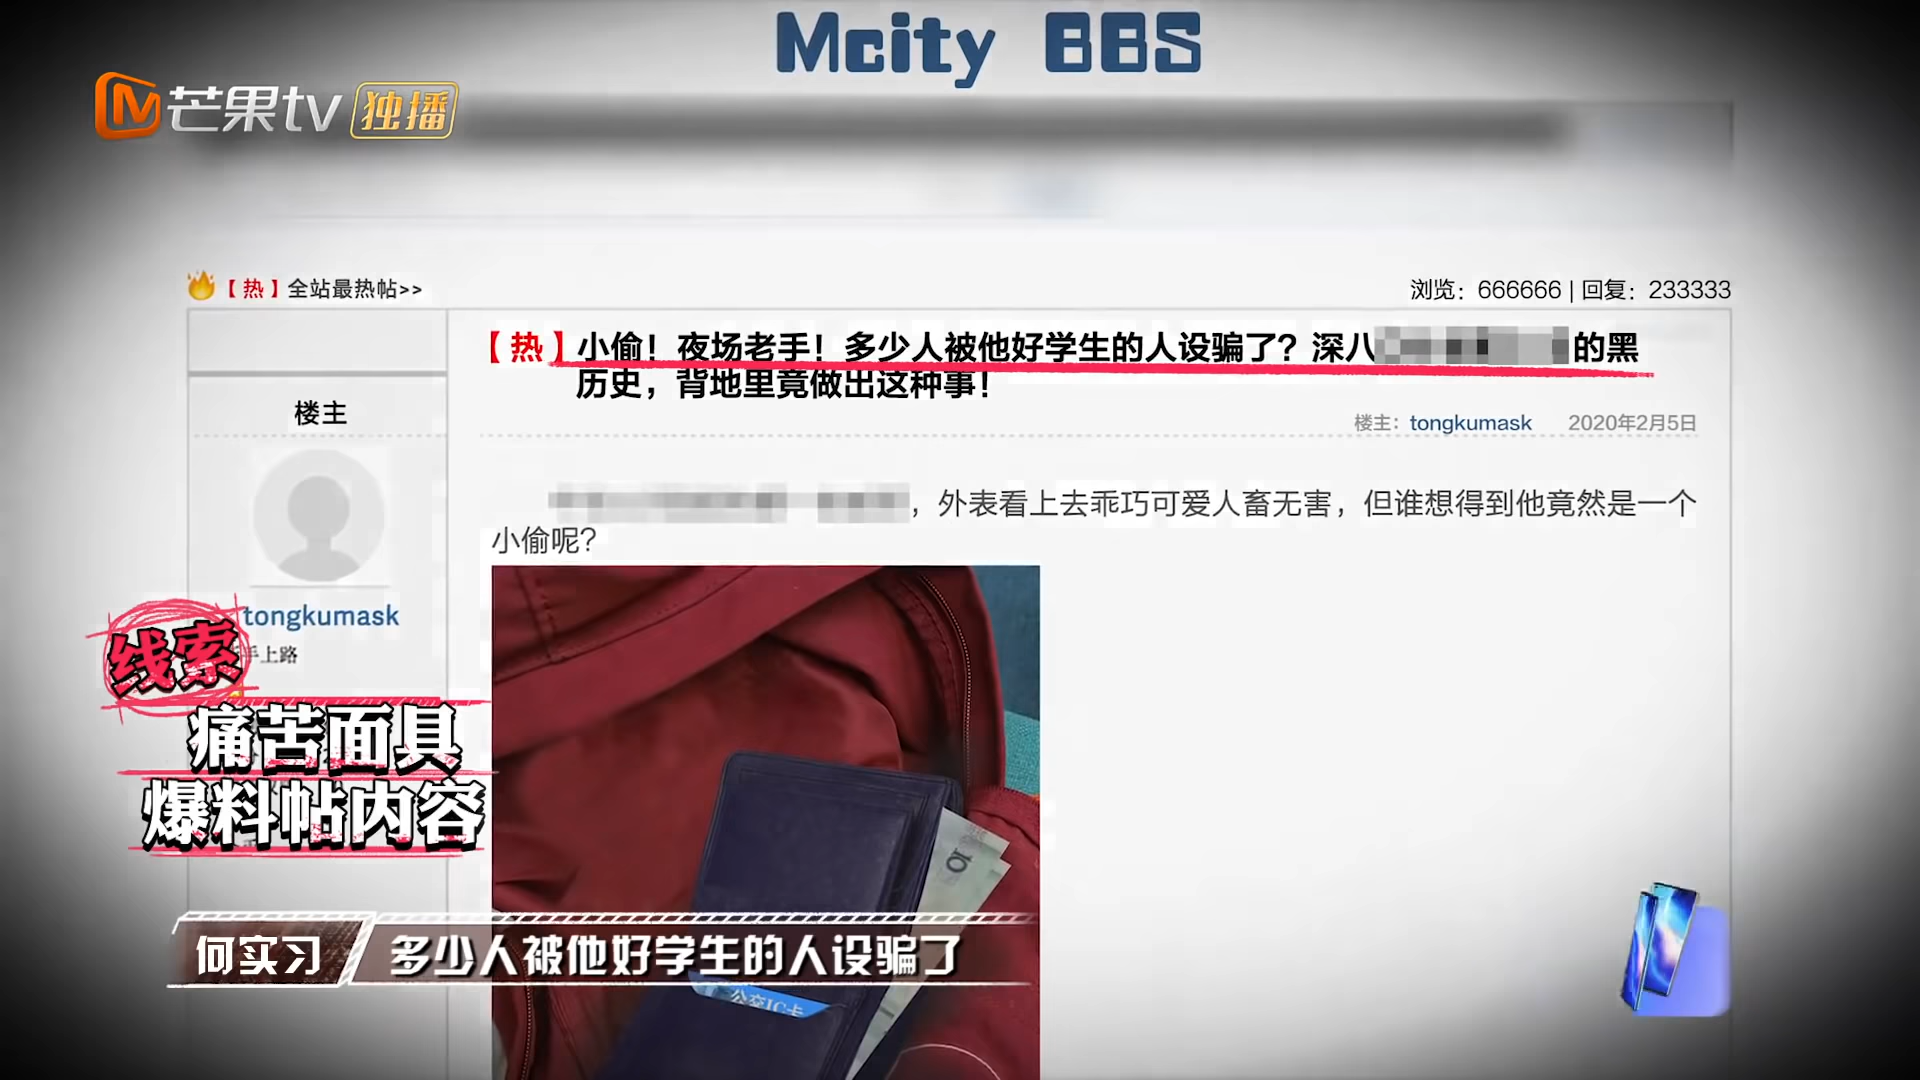 Mcity BBS
芒果tv 独播
【热】全站最热帖>>
浏览：666666 | 回复：233333
【热】小偷！夜场老手！多少人被他好学生的人设骗了？深八的黑
历史，背地里竟做出这种事！
楼主
楼主：tongkumask 2020年2月5日
，外表看上去乖巧可爱人畜无害，但谁想得到他竟然是一个
小偷呢？
tongkumask
手上路
线索
痛苦面具
爆料帖内容
何实习 多少人被他好学生的人设骗了
公交IC卡